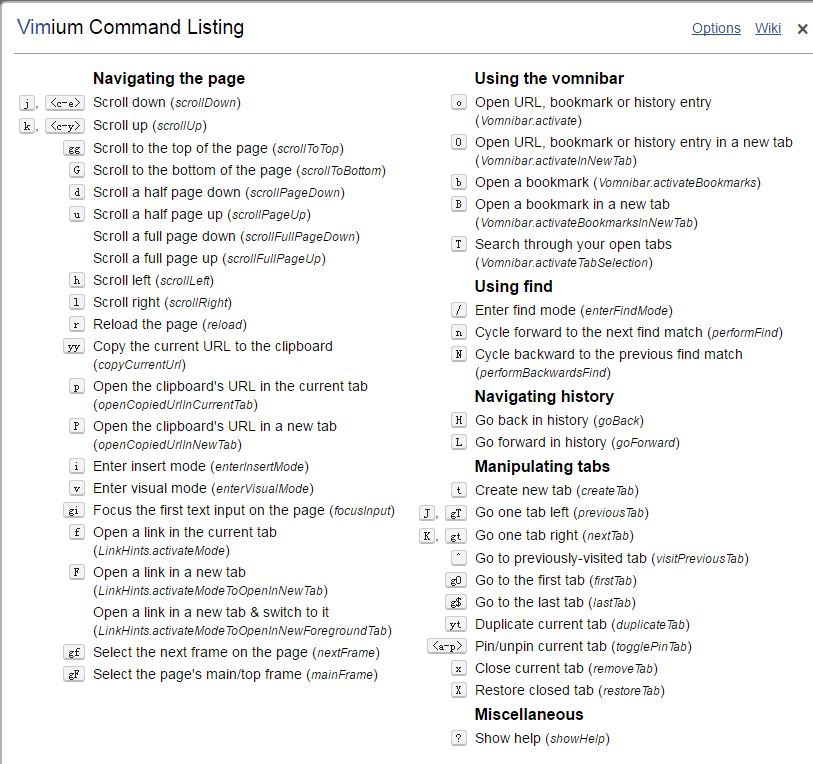 Vimium Command Listing
Options Wiki ×
Navigating the page
j, <c-e> Scroll down (scrollDown)
k, <c-y> Scroll up (scrollUp)
gg Scroll to the top of the page (scrollToTop)
G Scroll to the bottom of the page (scrollToBottom)
d Scroll a half page down (scrollPageDown)
u Scroll a half page up (scrollPageUp)
Scroll a full page down (scrollFullPageDown)
Scroll a full page up (scrollFullPageUp)
h Scroll left (scrollLeft)
l Scroll right (scrollRight)
r Reload the page (reload)
yy Copy the current URL to the clipboard
(copyCurrentUrl)
p Open the clipboard's URL in the current tab
(openCopiedUrlInCurrentTab)
P Open the clipboard's URL in a new tab
(openCopiedUrlInNewTab)
i Enter insert mode (enterInsertMode)
v Enter visual mode (enterVisualMode)
gi Focus the first text input on the page (focusInput)
f Open a link in the current tab
(LinkHints.activateMode)
F Open a link in a new tab
(LinkHints.activateModeToOpenInNewTab)
Open a link in a new tab & switch to it
(LinkHints.activateModeToOpenInNewForegroundTab)
gf Select the next frame on the page (nextFrame)
gF Select the page's main/top frame (mainFrame)
Using the vomnibar
o Open URL, bookmark or history entry
(Vomnibar.activate)
O Open URL, bookmark or history entry in a new tab
(Vomnibar.activateInNewTab)
b Open a bookmark (Vomnibar.activateBookmarks)
B Open a bookmark in a new tab
(Vomnibar.activateBookmarksInNewTab)
T Search through your open tabs
(Vomnibar.activateTabSelection)
Using find
/ Enter find mode (enterFindMode)
n Cycle forward to the next find match (performFind)
N Cycle backward to the previous find match
(performBackwardsFind)
Navigating history
H Go back in history (goBack)
L Go forward in history (goForward)
Manipulating tabs
t Create new tab (createTab)
J, gT Go one tab left (previousTab)
K, gt Go one tab right (nextTab)
^ Go to previously-visited tab (visitPreviousTab)
g0 Go to the first tab (firstTab)
g$ Go to the last tab (lastTab)
yt Duplicate current tab (duplicateTab)
<a-p> Pin/unpin current tab (togglePinTab)
x Close current tab (removeTab)
X Restore closed tab (restoreTab)
Miscellaneous
? Show help (showHelp)